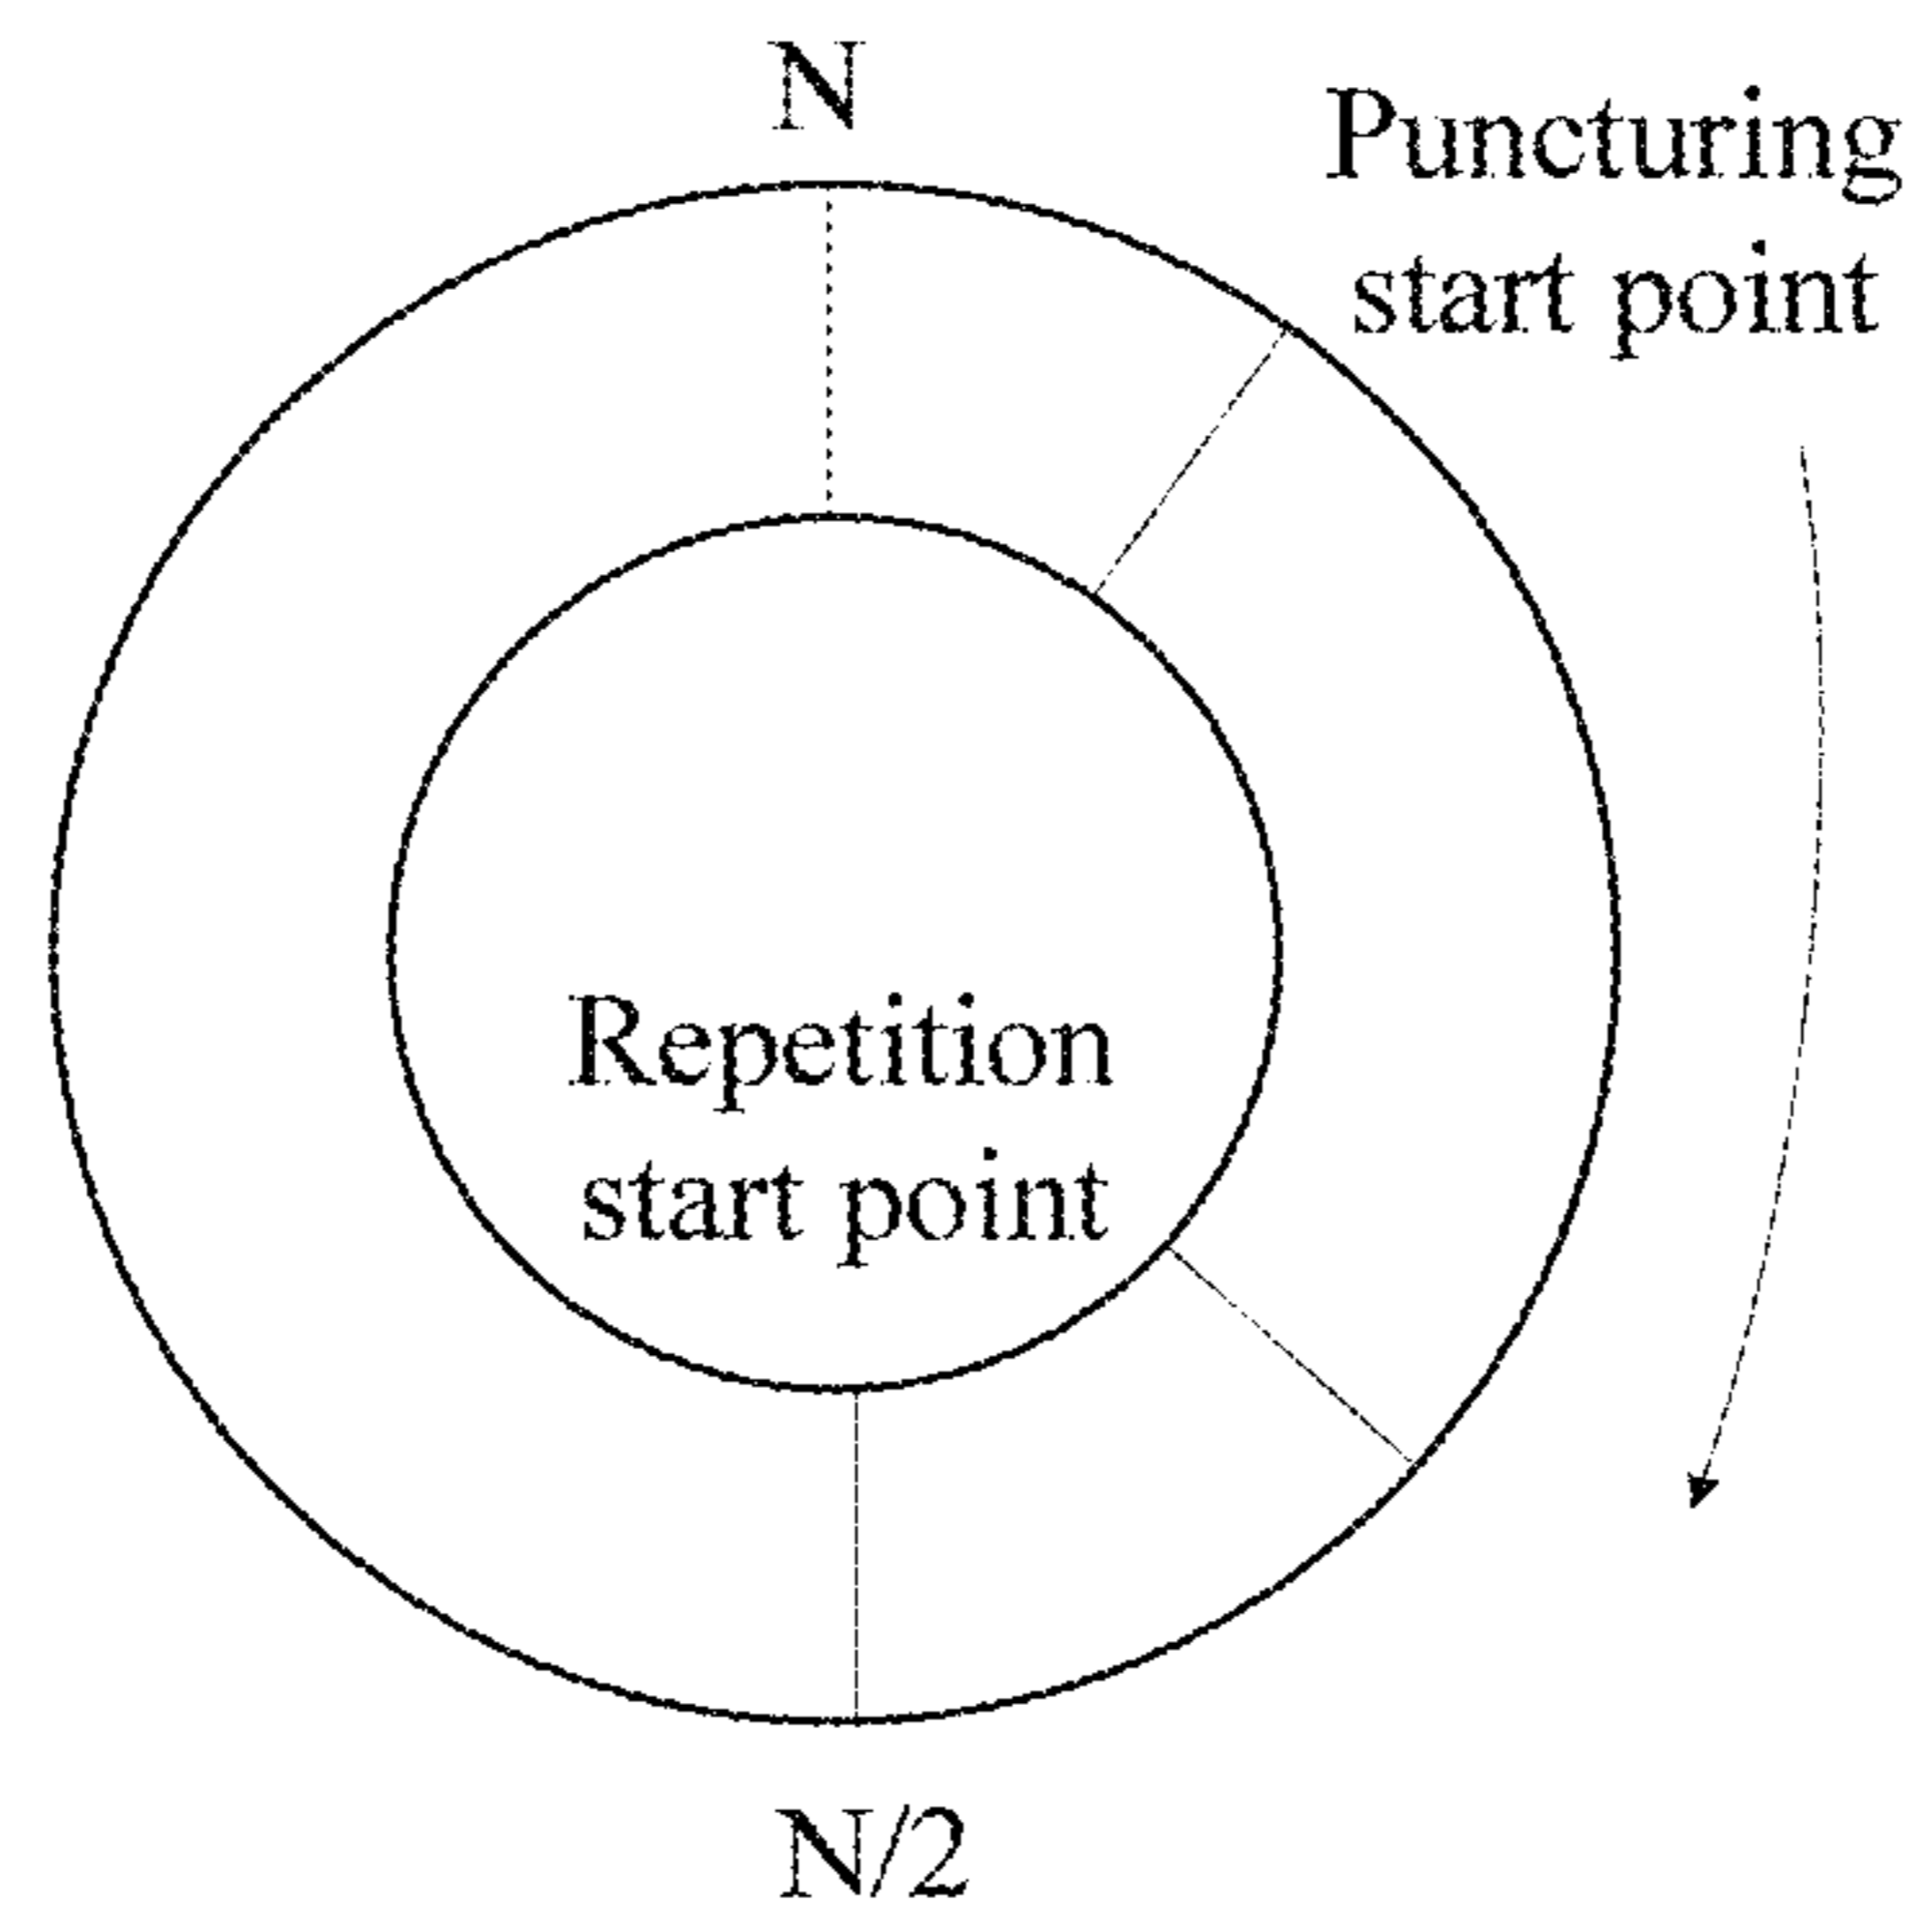 N
Puncturing
start point
Repetition
start point
N/2